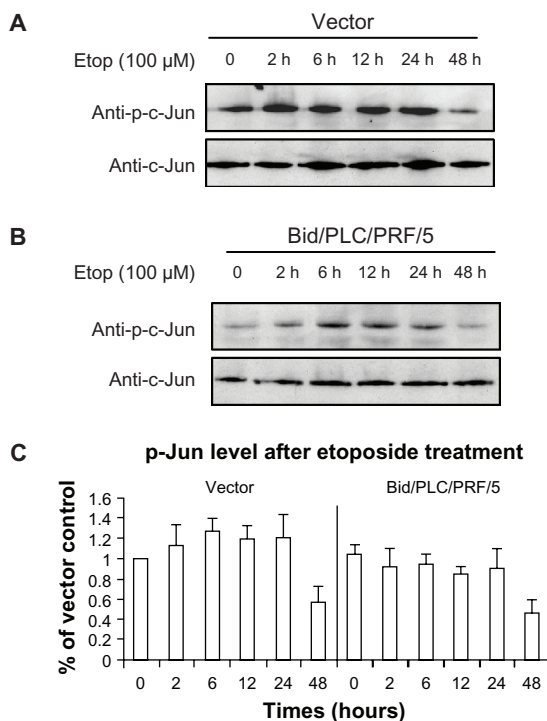 A
Vector
Etop (100 µM) 0 2 h 6 h 12 h 24 h 48 h
Anti-p-c-Jun
Anti-c-Jun
B
Bid/PLC/PRF/5
Etop (100 µM) 0 2 h 6 h 12 h 24 h 48 h
Anti-p-c-Jun
Anti-c-Jun
C p-Jun level after etoposide treatment
Vector Bid/PLC/PRF/5
% of vector control
1.6
1.4
1.2
1
0.8
0.6
0.4
0.2
0
0 2 6 12 24 48 0 2 6 12 24 48
Times (hours)